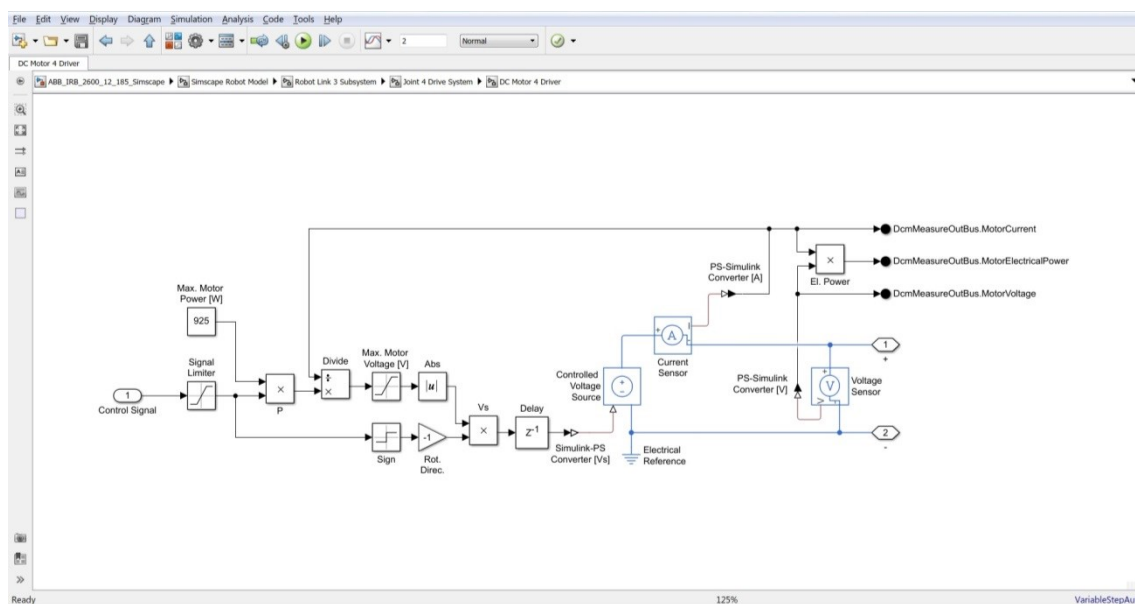 File Edit View Display Diagram Simulation Analysis Code Tools Help
2 Normal
DC Motor 4 Driver
ABB_IRB_2600_12_185_Simscape Simscape Robot Model Robot Link 3 Subsystem Joint 4 Drive System DC Motor 4 Driver
DcmMeasureOutBus.MotorCurrent
DcmMeasureOutBus.MotorElectricalPower
DcmMeasureOutBus.MotorVoltage
×
El. Power
PS-Simulink
Converter [A]
Max. Motor
Power [W]
925
Signal
Limiter
1
Control Signal
×
P
Divide
÷
×
Max. Motor
Voltage [V]
Abs
|u|
Sign
-1
Rot.
Direc.
Vs
×
Delay
Z-1
Simulink-PS
Converter [Vs]
Controlled
Voltage
Source
+
-
A
+
-
I
Current
Sensor
Electrical
Reference
PS-Simulink
Converter [V]
V
+
-
V
Voltage
Sensor
1
+
2
-
Ready 125% VariableStepAu